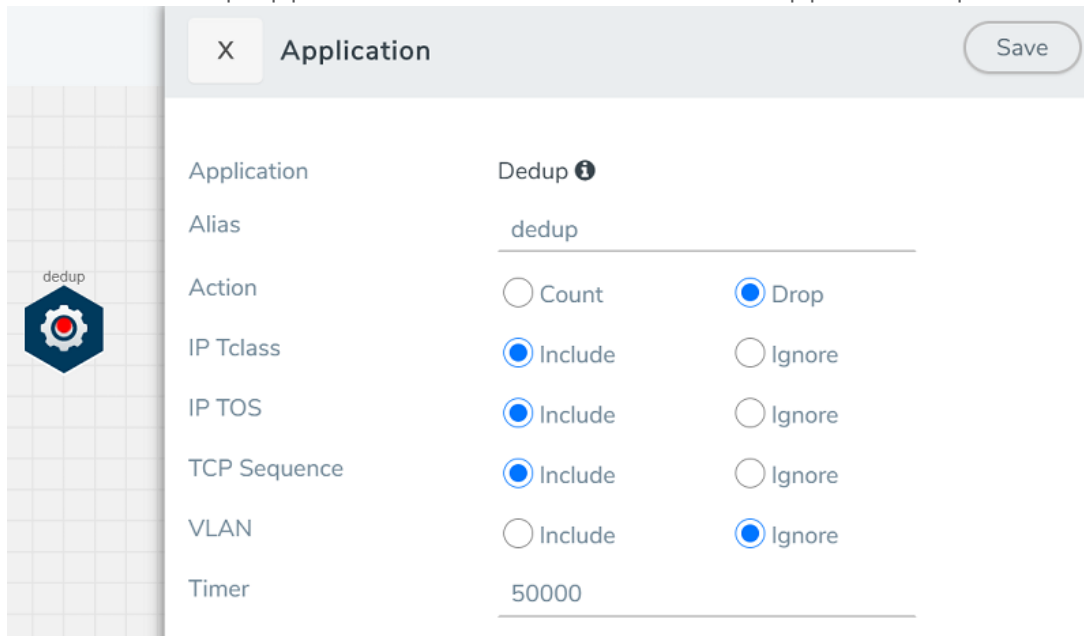 X Application Save
Application Dedup
Alias dedup
dedup
Action Count Drop
IP Tclass Include Ignore
IP TOS Include Ignore
TCP Sequence Include Ignore
VLAN Include Ignore
Timer 50000